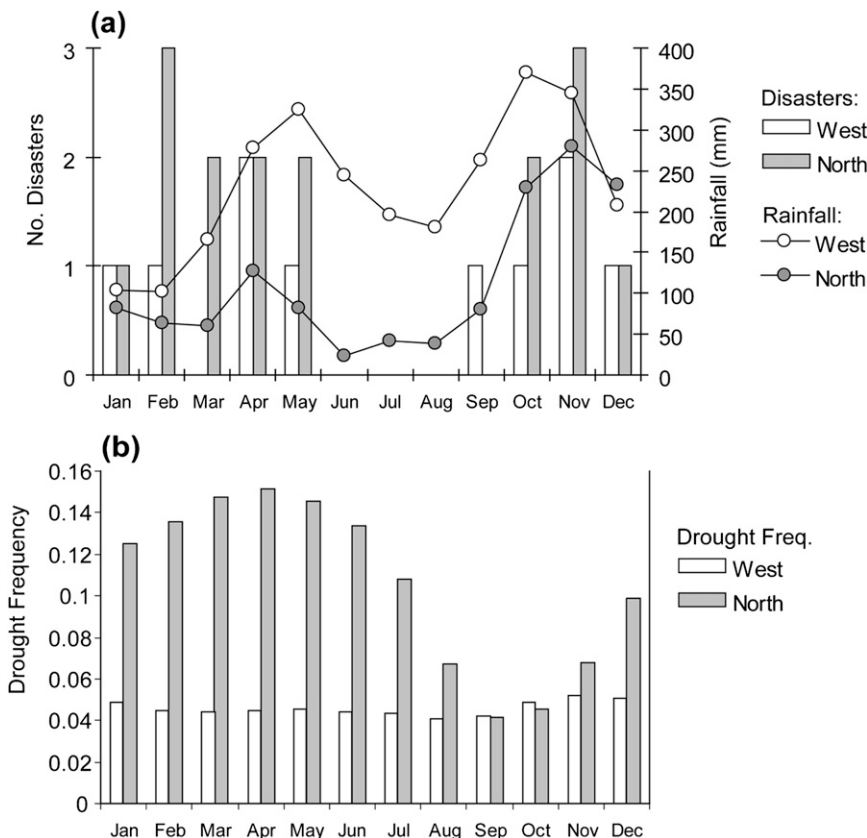 (a)
No. Disasters
3
2
1
0
400
350
300
250
200
150
100
50
0
Rainfall (mm)
Jan Feb Mar Apr May Jun Jul Aug Sep Oct Nov Dec
Disasters:
West
North
Rainfall:
West
North
(b)
Drought Frequency
0.16
0.14
0.12
0.1
0.08
0.06
0.04
0.02
0
Jan Feb Mar Apr May Jun Jul Aug Sep Oct Nov Dec
Drought Freq.
West
North